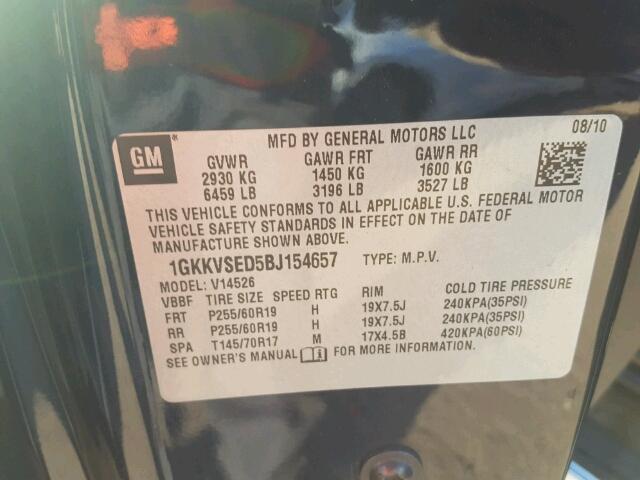 GM
MFD BY GENERAL MOTORS LLC 08/10
GVWR GAWR FRT GAWR RR
2930 KG 1450 KG 1600 KG
6459 LB 3196 LB 3527 LB
THIS VEHICLE CONFORMS TO ALL APPLICABLE U.S. FEDERAL MOTOR
VEHICLE SAFETY STANDARDS IN EFFECT ON THE DATE OF
MANUFACTURE SHOWN ABOVE.
1GKKVSED5BJ154657 TYPE: M.P.V.
MODEL: V14526
VBBF TIRE SIZE SPEED RTG RIM COLD TIRE PRESSURE
FRT P255/60R19 H 19X7.5J 240KPA(35PSI)
RR P255/60R19 H 19X7.5J 240KPA(35PSI)
SPA T145/70R17 M 17X4.5B 420KPA(60PSI)
SEE OWNER'S MANUAL FOR MORE INFORMATION.